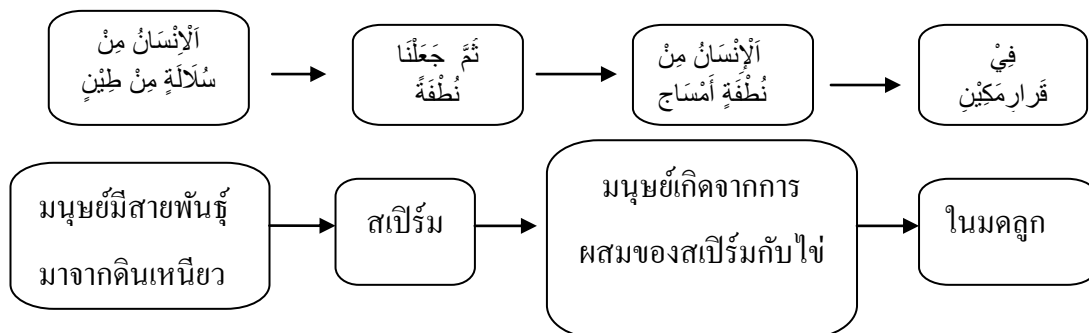 اَلْاِنْسَانُ مِنْ
سُلَالَةٍ مِنْ طِيْنٍ
ثُمَّ جَعَلْنَا
نُطْفَةً
اَلْاِنْسَانُ مِنْ
نُطْفَةٍ أَمْسَاج
فِيْ
قَرارِمَكِيْنِ
มนุษย์มีสายพันธุ์
มาจากดินเหนียว
สเปิร์ม
มนุษย์เกิดจากการ
ผสมของสเปิร์มกับไข่
ในมดลูก